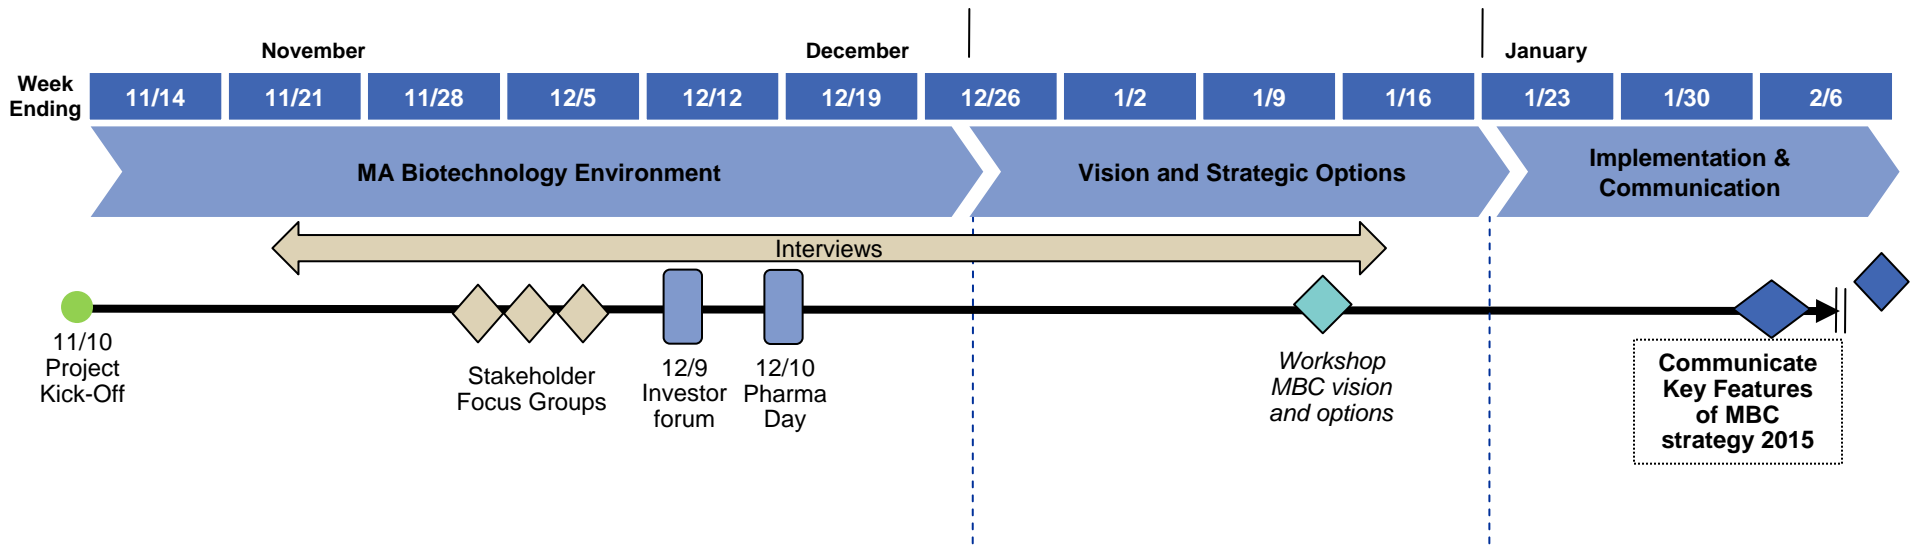 November
December
January
Week
Ending
11/14
11/21
11/28
12/5
12/12
12/19
12/26
1/2
1/9
1/16
1/23
1/30
2/6
MA Biotechnology Environment
Vision and Strategic Options
Implementation &
Communication
Interviews
11/10
Project
Kick-Off
Stakeholder
Focus Groups
12/9
Investor
forum
12/10
Pharma
Day
Workshop
MBC vision
and options
Communicate
Key Features
of MBC
strategy 2015